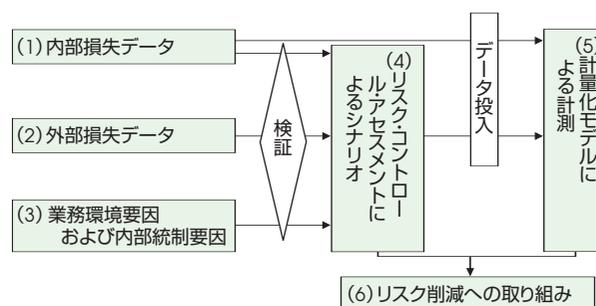 (1)内部損失データ
(2)外部損失データ
(3)業務環境要因
および内部統制要因
検証
(4)リスク・コントロー
ル・アセスメントに
よるシナリオ
データ投入
(5)計量化モデルに
よる計測
(6)リスク削減への取り組み